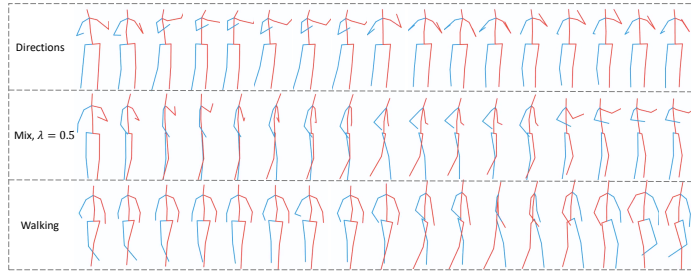 Directions
Mix, λ = 0.5
Walking